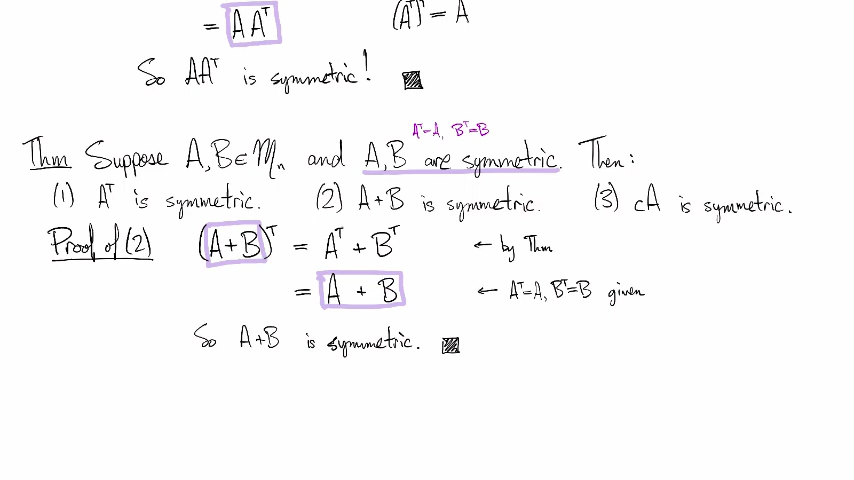 = AAᵀ (Aᵀ)ᵀ = A
So AAᵀ is symmetric!
Aᵀ=A, Bᵀ=B
Thm Suppose A, B ∈ Mₙ and A, B are symmetric. Then:
(1) Aᵀ is symmetric. (2) A+B is symmetric. (3) cA is symmetric.
Proof of (2) (A+B)ᵀ = Aᵀ + Bᵀ ← by Thm
= A + B ← Aᵀ=A, Bᵀ=B given
So A+B is symmetric.